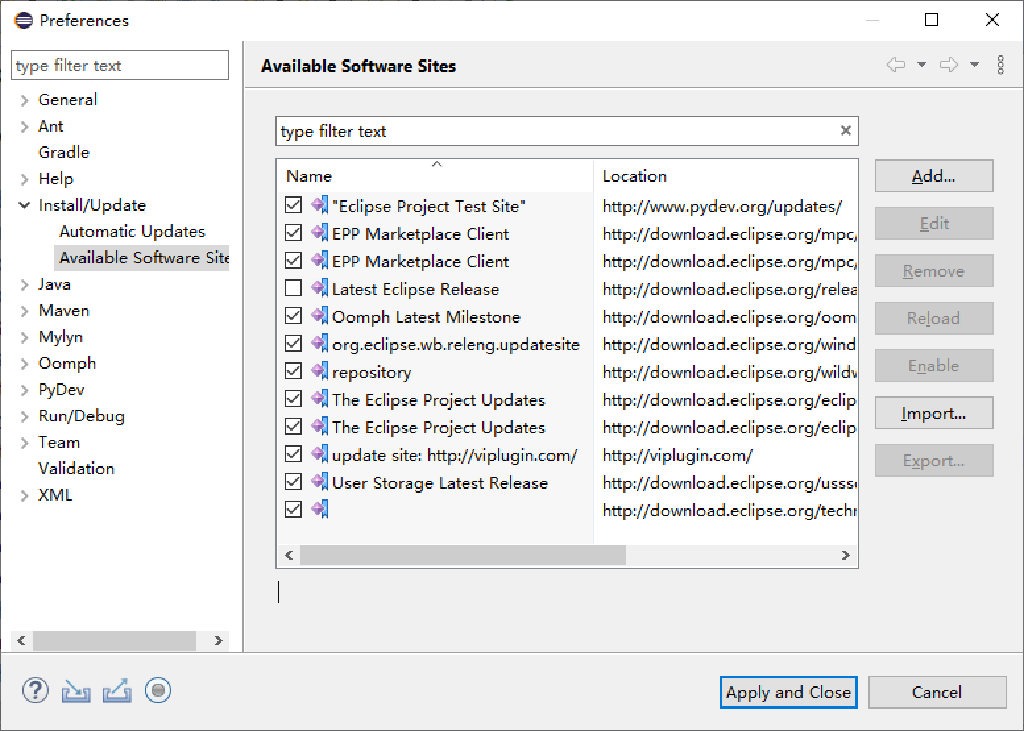 Preferences
type filter text
General
Ant
Gradle
Help
Install/Update
Automatic Updates
Available Software Site
Java
Maven
Mylyn
Oomph
PyDev
Run/Debug
Team
Validation
XML
Available Software Sites
type filter text
Name Location
"Eclipse Project Test Site" http://www.pydev.org/updates/
EPP Marketplace Client http://download.eclipse.org/mpc/
EPP Marketplace Client http://download.eclipse.org/mpc/
Latest Eclipse Release http://download.eclipse.org/relea
Oomph Latest Milestone http://download.eclipse.org/oom
org.eclipse.wb.releng.updatesite http://download.eclipse.org/wind
repository http://download.eclipse.org/wildw
The Eclipse Project Updates http://download.eclipse.org/eclip
The Eclipse Project Updates http://download.eclipse.org/eclip
update site: http://viplugin.com/ http://viplugin.com/
User Storage Latest Release http://download.eclipse.org/ussso
http://download.eclipse.org/techn
Add...
Edit
Remove
Reload
Enable
Import...
Export...
Apply and Close
Cancel